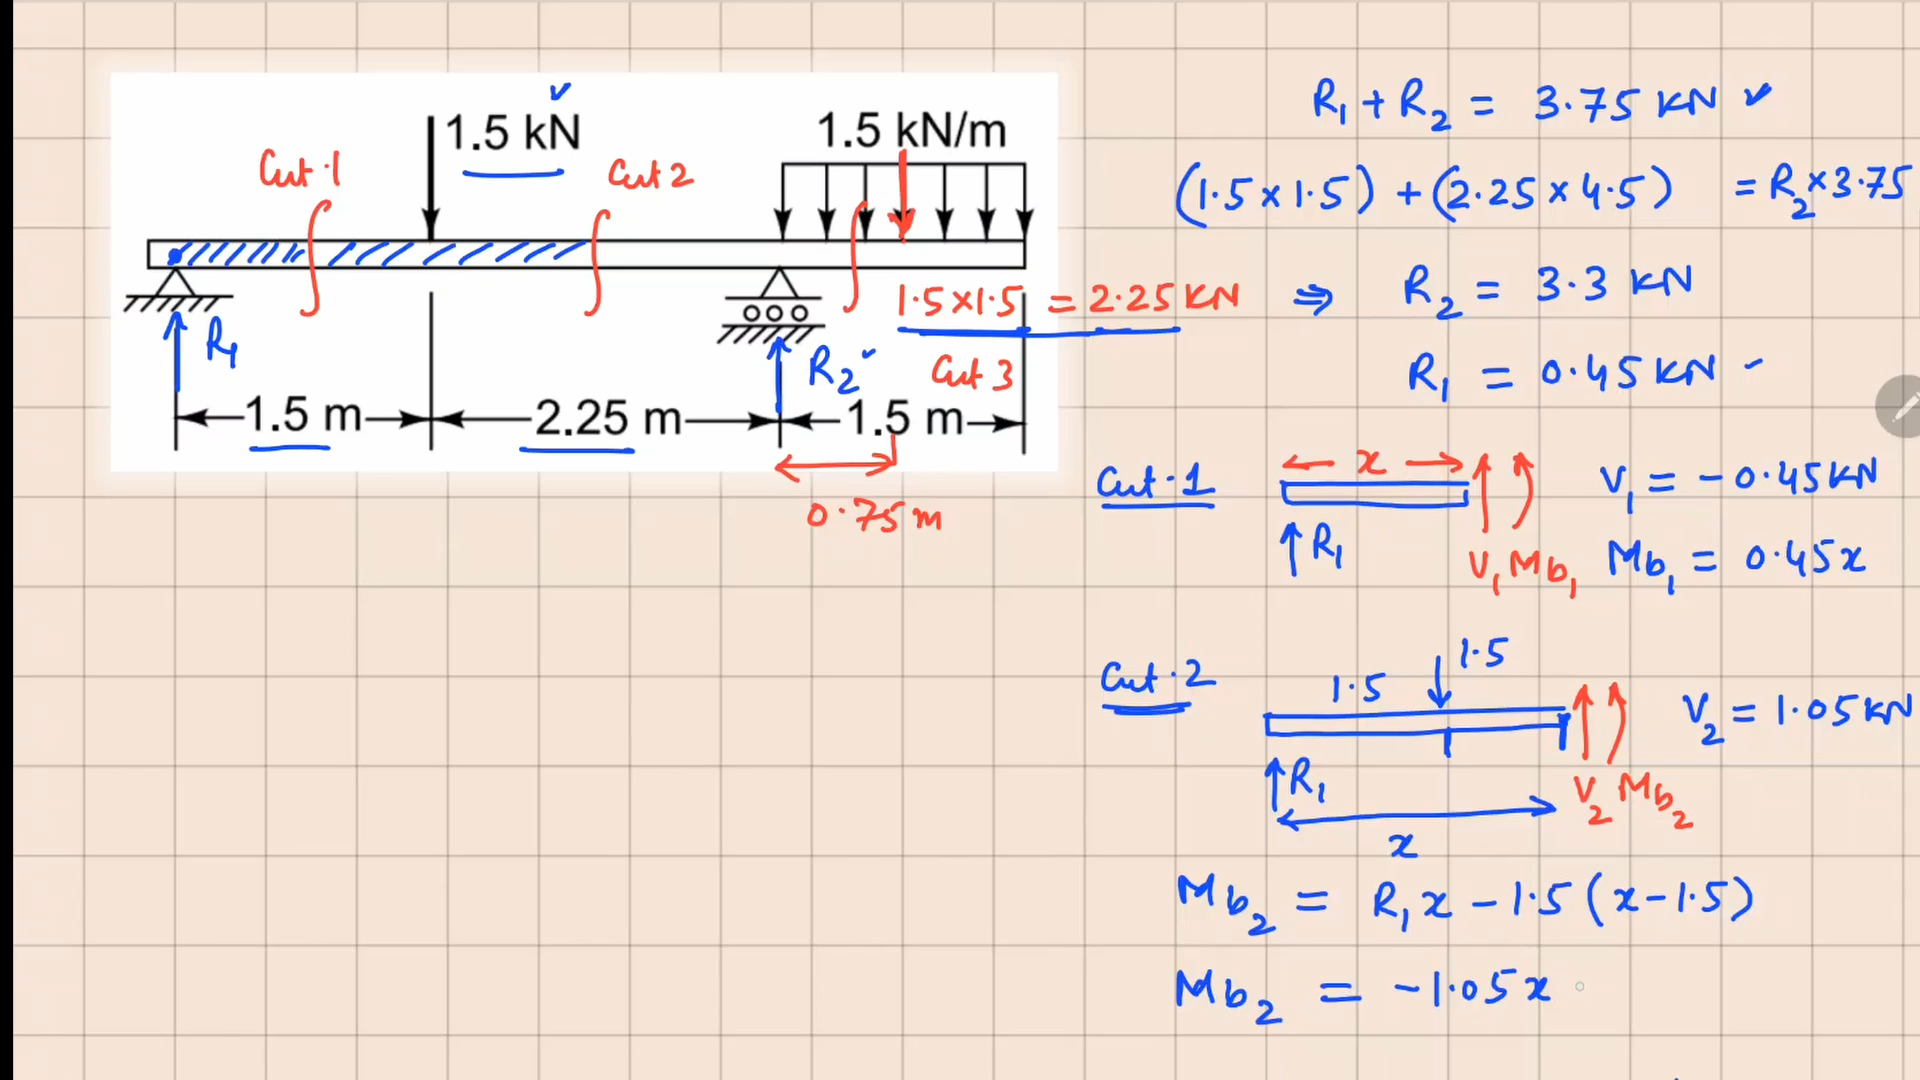 1.5 kN
1.5 kN/m
Cut·1
Cut 2
1.5×1.5 = 2.25 KN
R₁
R₂
Cut 3
1.5 m
2.25 m
1.5 m
0.75 m
R₁ + R₂ = 3.75 KN
(1.5×1.5) + (2.25×4.5) = R₂×3.75
⇒ R₂ = 3.3 KN
R₁ = 0.45 KN
Cut·1
x
V₁ = -0.45 KN
R₁
V₁ Mb₁
Mb₁ = 0.45x
1.5
Cut·2
1.5
V₂ = 1.05 KN
R₁
V₂ Mb₂
x
Mb₂ = R₁x - 1.5(x-1.5)
Mb₂ = -1.05x